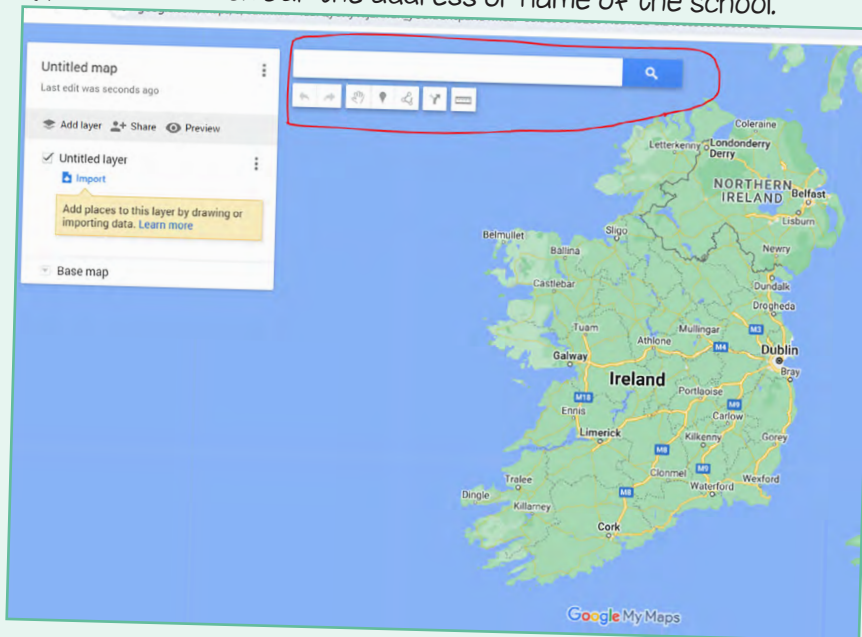 the address or name of the school.
Untitled map
Last edit was seconds ago
Add layer Share Preview
Untitled layer
Import
Add places to this layer by drawing or
importing data. Learn more
Base map
Coleraine
Letterkenny
Londonderry
Derry
NORTHERN
IRELAND
Belfast
Lisburn
Belmullet
Sligo
Ballina
Newry
Castlebar
Dundalk
Drogheda
Tuam
Mullingar
M3
Athlone
M4
Dublin
Galway
Bray
Ireland
Portlaoise
M18
M9
Ennis
Carlow
Limerick
Kilkenny
Gorey
M8
Clonmel
M9
Wexford
Tralee
Waterford
Dingle
M8
Killarney
Cork
Google My Maps